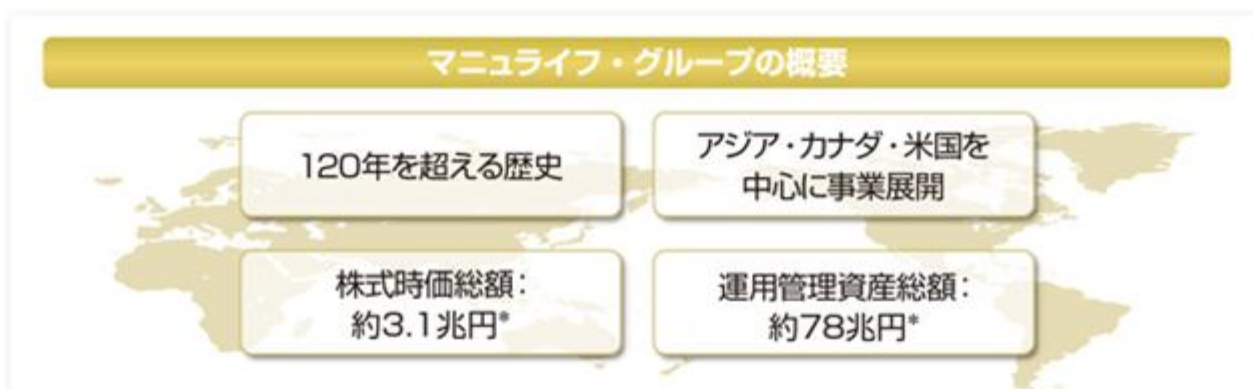 マニュライフ・グループの概要
120年を超える歴史
アジア・カナダ・米国を
中心に事業展開
株式時価総額:
約3.1兆円*
運用管理資産総額:
約78兆円*